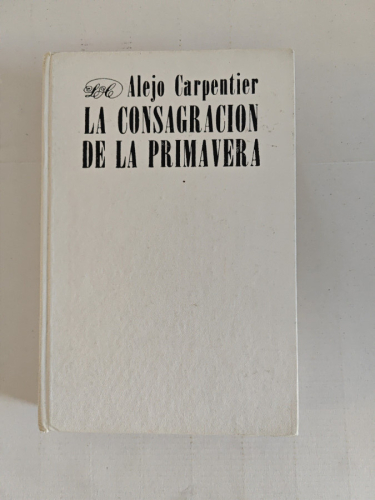 Alejo Carpentier
LA CONSAGRACION
DE LA PRIMAVERA